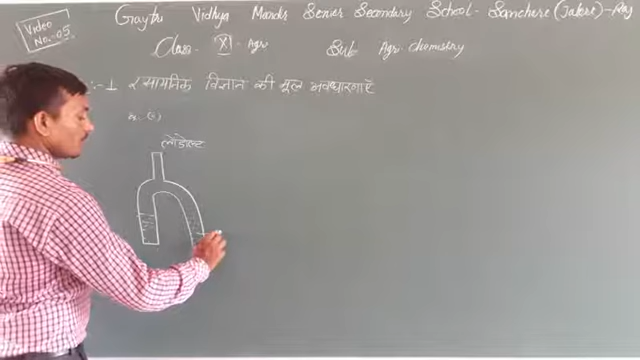 Video No-05
Gaytri Vidhya Mandir Senior Secondary School - Sanchore (Jalore) - Raj
Class - XI - Agri Sub Agri. chemistry
:- 1 रसायनिक विज्ञान की मूल अवधारणाऐं
लोंडोल्ट